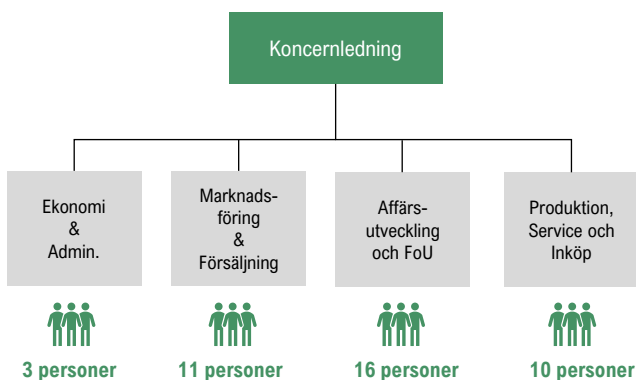 Koncernledning
Ekonomi
&
Admin.
Marknads-
föring
&
Försäljning
Affärs-
utveckling
och FoU
Produktion,
Service och
Inköp
3 personer
11 personer
16 personer
10 personer